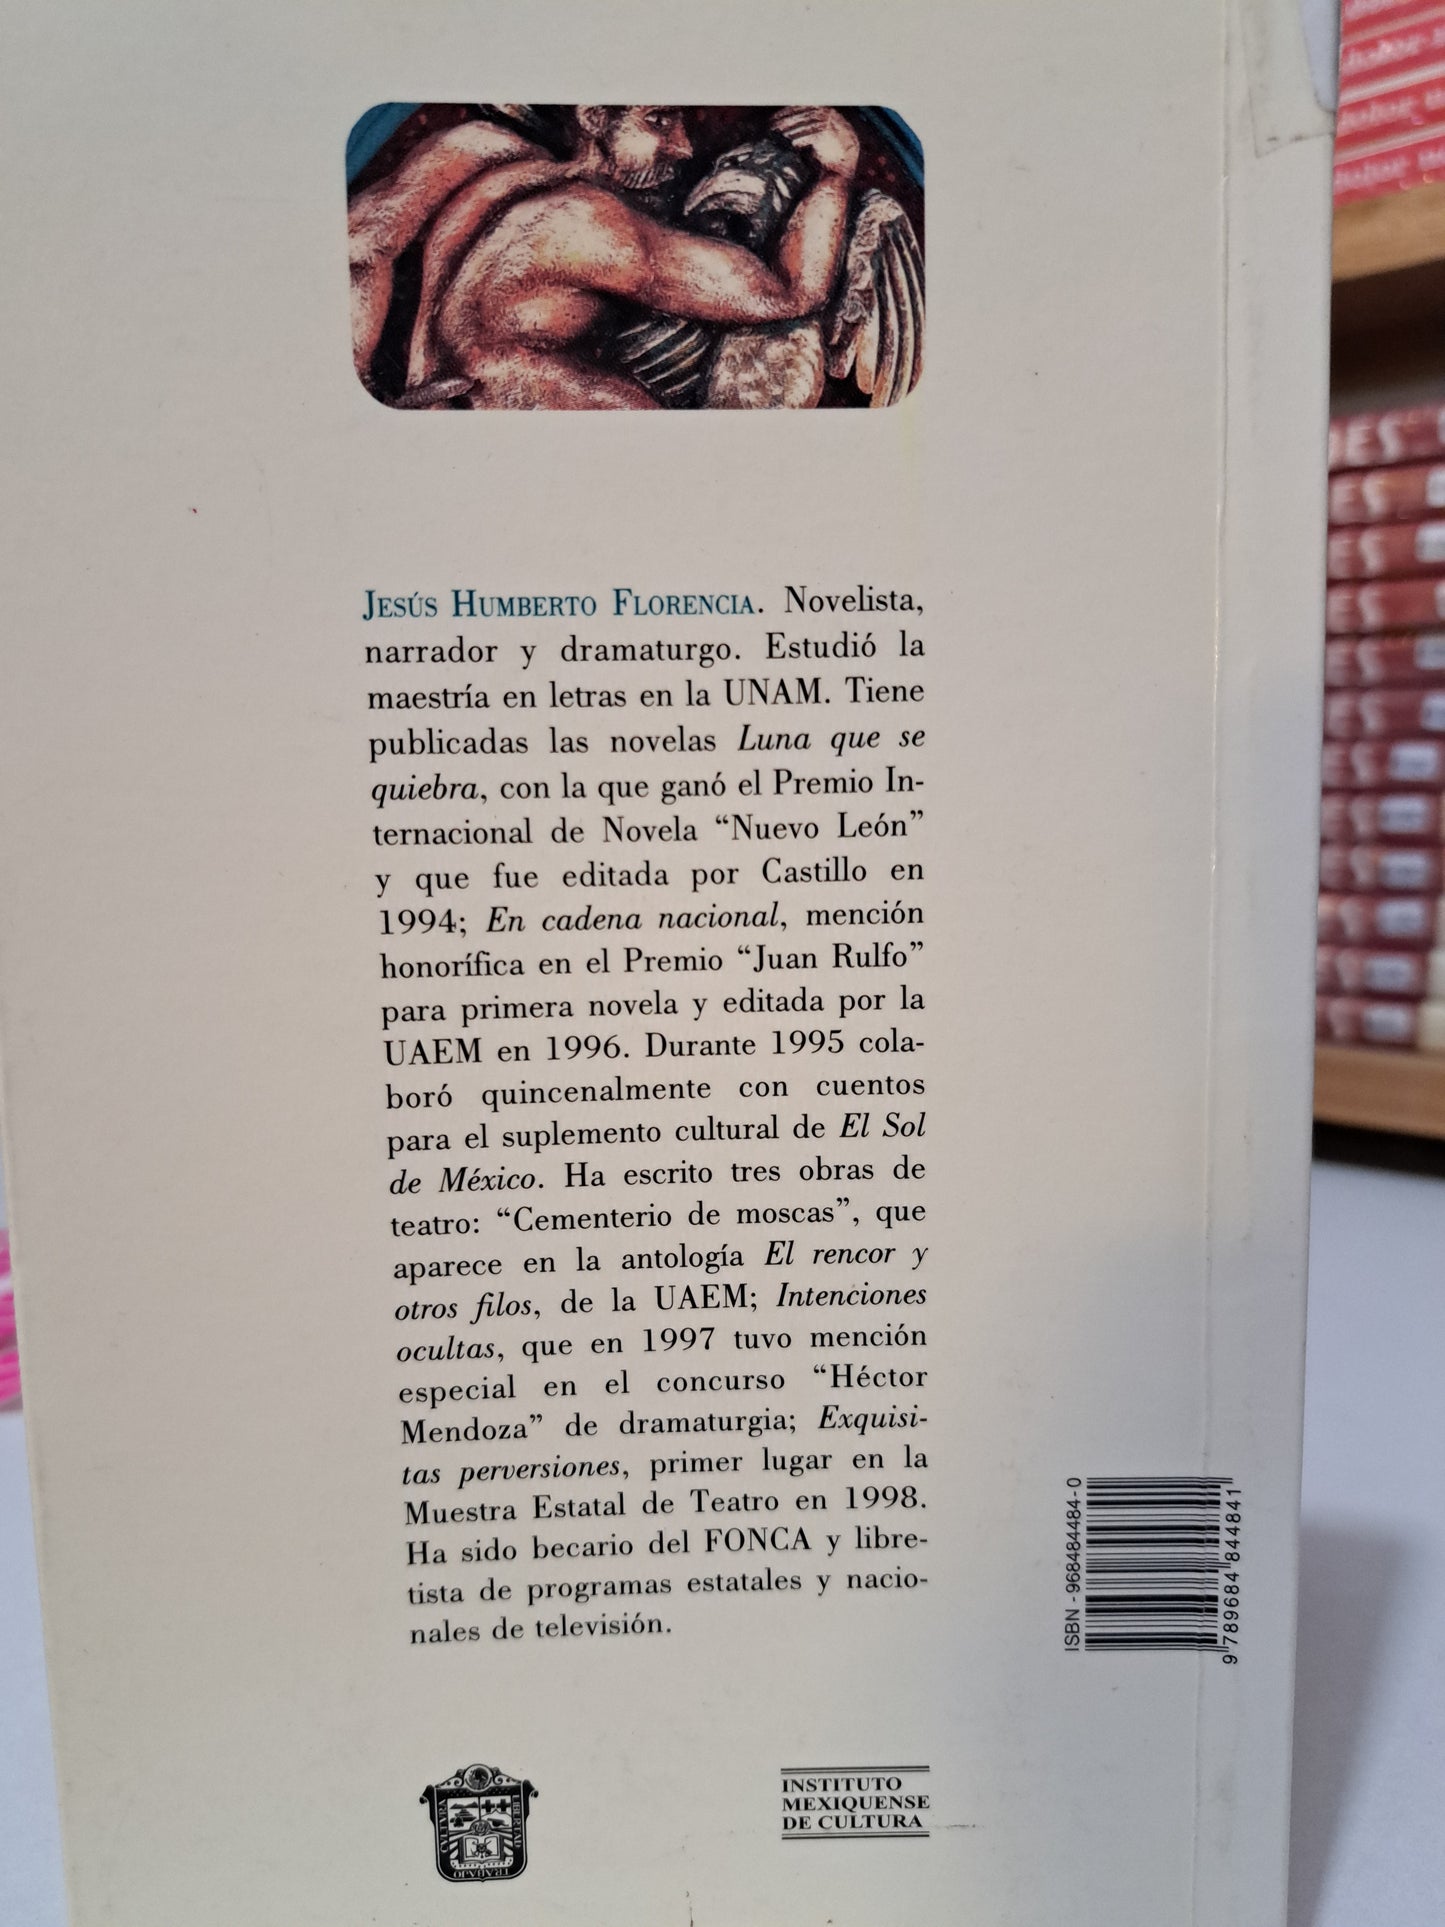 JESÚS HUMBERTO FLORENCIA. Novelista,
narrador y dramaturgo. Estudió la
maestría en letras en la UNAM. Tiene
publicadas las novelas Luna que se
quiebra, con la que ganó el Premio In-
ternacional de Novela “Nuevo León”
y que fue editada por Castillo en
1994; En cadena nacional, mención
honorífica en el Premio “Juan Rulfo”
para primera novela y editada por la
UAEM en 1996. Durante 1995 cola-
boró quincenalmente con cuentos
para el suplemento cultural de El Sol
de México. Ha escrito tres obras de
teatro: “Cementerio de moscas”, que
aparece en la antología El rencor y
otros filos, de la UAEM; Intenciones
ocultas, que en 1997 tuvo mención
especial en el concurso “Héctor
Mendoza” de dramaturgia; Exquisi-
tas perversiones, primer lugar en la
Muestra Estatal de Teatro en 1998.
Ha sido becario del FONCA y libre-
tista de programas estatales y nacio-
nales de televisión.
ISBN - 968484484-0
9 789684 844841
CVLTVRA
LIBERTAD
TRABAJO
INSTITUTO
MEXIQUENSE
DE CULTURA